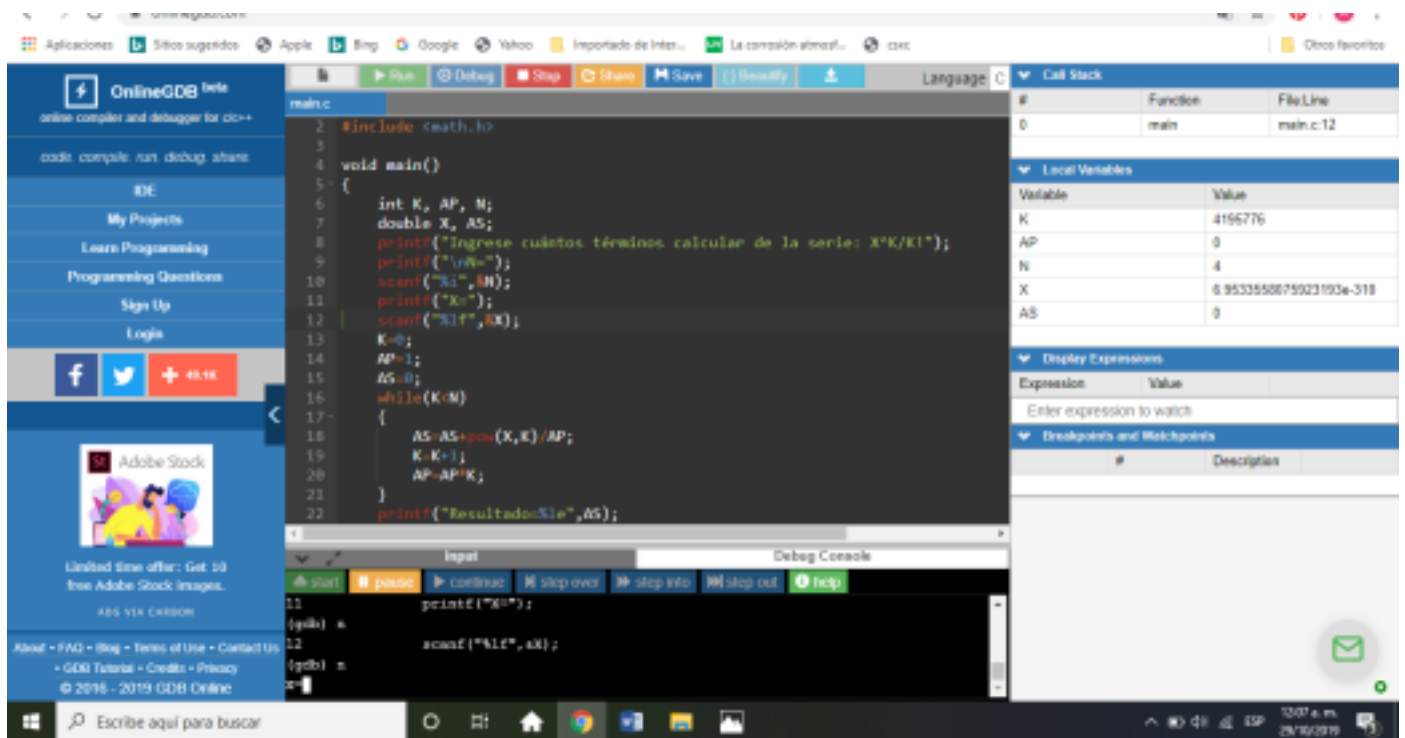 onlinegdb.com
Aplicaciones Sitios sugeridos Apple Bing Google Yahoo Importado de Inter... La corrosión atmosf... Otros favoritos
OnlineGDB beta
online compiler and debugger for c/c++
code. compile. run. debug. share.
IDE
My Projects
Learn Programming
Programming Questions
Sign Up
Login
49.1K
Adobe Stock
Limited time offer: Get 10
free Adobe Stock images.
ADS VIA CARBON
About • FAQ • Blog • Terms of Use • Contact Us
• GDB Tutorial • Credits • Privacy
© 2016 - 2019 GDB Online
Run Debug Stop Share Save {} Beautify Language C
main.c
2 #include <math.h>
3
4 void main()
5 {
6 int K, AP, N;
7 double X, AS;
8 printf("Ingrese cuántos términos calcular de la serie: X^K/K!");
9 printf("\nN=");
10 scanf("%i",&N);
11 printf("X=");
12 scanf("%lf",&X);
13 K=0;
14 AP=1;
15 AS=0;
16 while(K<N)
17 {
18 AS=AS+pow(X,K)/AP;
19 K=K+1;
20 AP=AP*K;
21 }
22 printf("Resultado=%le",AS);
input Debug Console
start pause continue step over step into step out help
11 printf("X=");
(gdb) n
12 scanf("%lf",&X);
(gdb) n
X=
Call Stack
# Function File:Line
0 main main.c:12
Local Variables
Variable Value
K 4195776
AP 0
N 4
X 6.9533558075923193e-310
AS 0
Display Expressions
Expression Value
Enter expression to watch
Breakpoints and Watchpoints
# Description
Escribe aquí para buscar
ESP
12:07 a. m.
29/10/2019